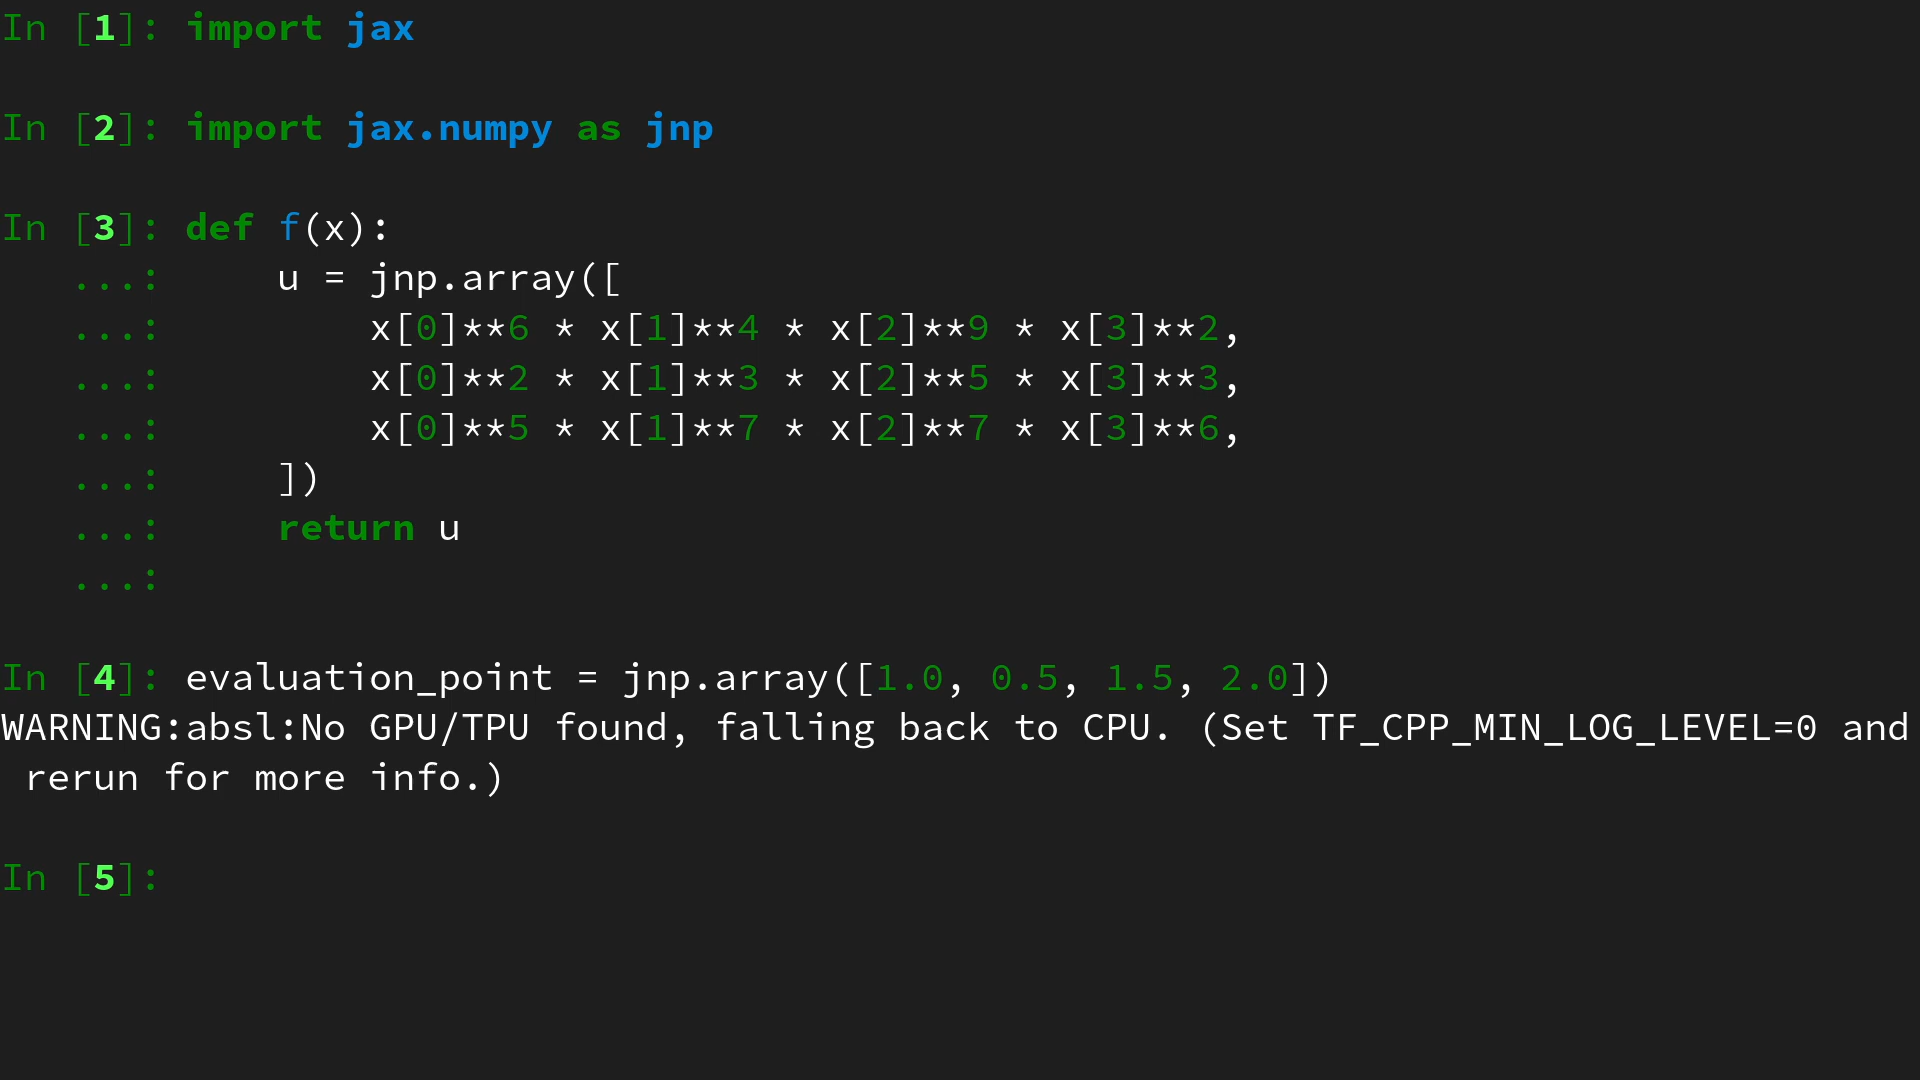 In [1]: import jax
In [2]: import jax.numpy as jnp
In [3]: def f(x):
   ...:     u = jnp.array([
   ...:         x[0]**6 * x[1]**4 * x[2]**9 * x[3]**2,
   ...:         x[0]**2 * x[1]**3 * x[2]**5 * x[3]**3,
   ...:         x[0]**5 * x[1]**7 * x[2]**7 * x[3]**6,
   ...:     ])
   ...:     return u
   ...:
In [4]: evaluation_point = jnp.array([1.0, 0.5, 1.5, 2.0])
WARNING:absl:No GPU/TPU found, falling back to CPU. (Set TF_CPP_MIN_LOG_LEVEL=0 and
 rerun for more info.)
In [5]: